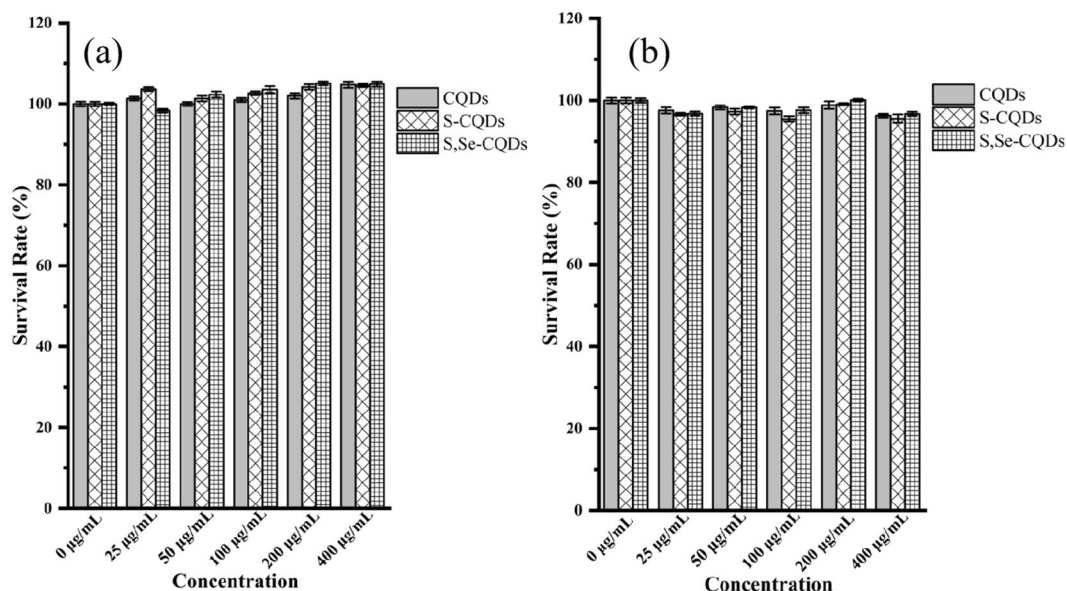 (a)
120
100
80
60
40
20
0
Survival Rate (%)
CQDs
S-CQDs
S,Se-CQDs
0 µg/mL
25 µg/mL
50 µg/mL
100 µg/mL
200 µg/mL
400 µg/mL
Concentration
(b)
120
100
80
60
40
20
0
Survival Rate (%)
CQDs
S-CQDs
S,Se-CQDs
0 µg/mL
25 µg/mL
50 µg/mL
100 µg/mL
200 µg/mL
400 µg/mL
Concentration